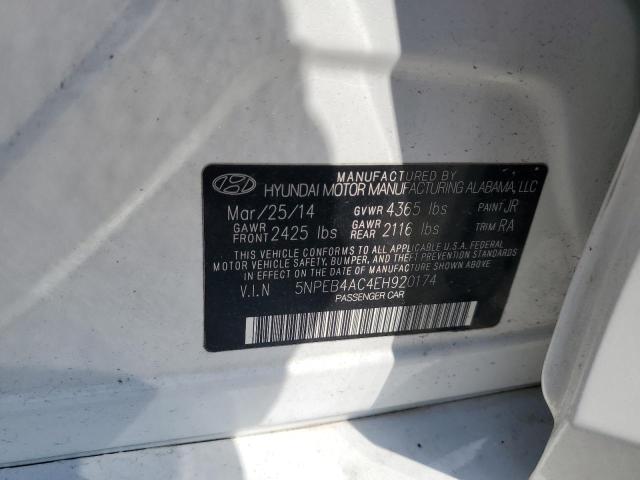 MANUFACTURED BY
HYUNDAI MOTOR MANUFACTURING ALABAMA, LLC
Mar/25/14 GVWR 4365 lbs PAINT JR
GAWR FRONT 2425 lbs GAWR REAR 2116 lbs TRIM RA
THIS VEHICLE CONFORMS TO ALL APPLICABLE U.S.A. FEDERAL
MOTOR VEHICLE SAFETY, BUMPER, AND THEFT PREVENTION
STANDARDS IN EFFECT ON THE DATE OF MANUFACTURE SHOWN ABOVE.
V.I.N 5NPEB4AC4EH920174
PASSENGER CAR